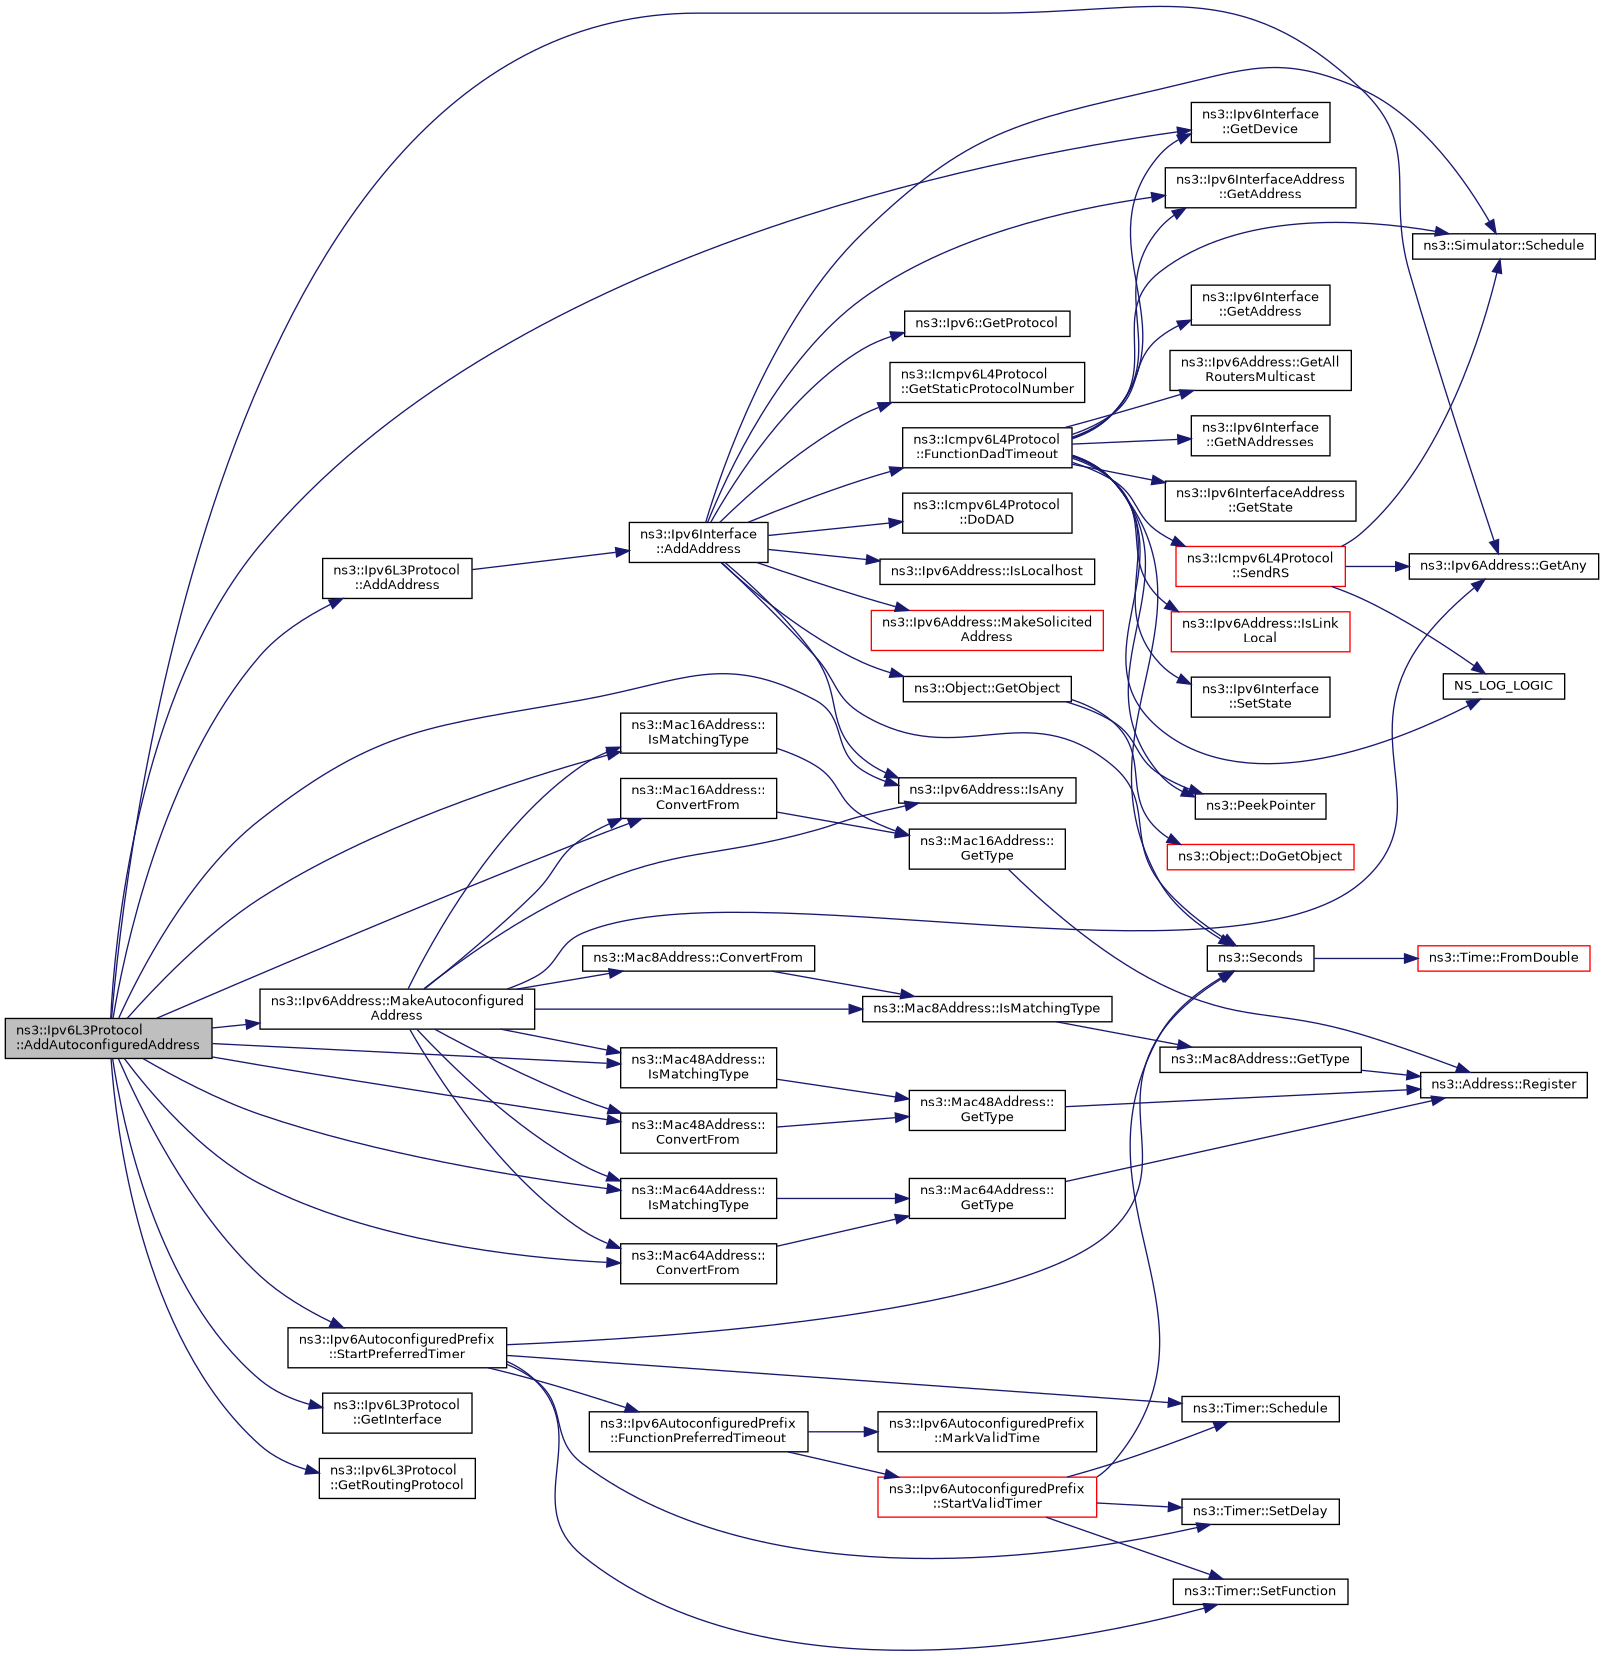 ns3::Ipv6L3Protocol
::AddAutoconfiguredAddress
ns3::Ipv6L3Protocol
::AddAddress
ns3::Ipv6Address::MakeAutoconfigured
Address
ns3::Ipv6AutoconfiguredPrefix
::StartPreferredTimer
ns3::Ipv6L3Protocol
::GetInterface
ns3::Ipv6L3Protocol
::GetRoutingProtocol
ns3::Ipv6Interface
::AddAddress
ns3::Mac16Address::
IsMatchingType
ns3::Mac16Address::
ConvertFrom
ns3::Mac8Address::ConvertFrom
ns3::Mac48Address::
IsMatchingType
ns3::Mac48Address::
ConvertFrom
ns3::Mac64Address::
IsMatchingType
ns3::Mac64Address::
ConvertFrom
ns3::Ipv6AutoconfiguredPrefix
::FunctionPreferredTimeout
ns3::Ipv6::GetProtocol
ns3::Icmpv6L4Protocol
::GetStaticProtocolNumber
ns3::Icmpv6L4Protocol
::FunctionDadTimeout
ns3::Icmpv6L4Protocol
::DoDAD
ns3::Ipv6Address::IsLocalhost
ns3::Ipv6Address::MakeSolicited
Address
ns3::Object::GetObject
ns3::Ipv6Address::IsAny
ns3::Mac16Address::
GetType
ns3::Mac8Address::IsMatchingType
ns3::Mac48Address::
GetType
ns3::Mac64Address::
GetType
ns3::Ipv6AutoconfiguredPrefix
::MarkValidTime
ns3::Ipv6AutoconfiguredPrefix
::StartValidTimer
ns3::Ipv6Interface
::GetDevice
ns3::Ipv6InterfaceAddress
::GetAddress
ns3::Ipv6Interface
::GetAddress
ns3::Ipv6Address::GetAll
RoutersMulticast
ns3::Ipv6Interface
::GetNAddresses
ns3::Ipv6InterfaceAddress
::GetState
ns3::Icmpv6L4Protocol
::SendRS
ns3::Ipv6Address::IsLink
Local
ns3::Ipv6Interface
::SetState
ns3::PeekPointer
ns3::Object::DoGetObject
ns3::Seconds
ns3::Mac8Address::GetType
ns3::Timer::Schedule
ns3::Timer::SetDelay
ns3::Timer::SetFunction
ns3::Simulator::Schedule
ns3::Ipv6Address::GetAny
NS_LOG_LOGIC
ns3::Time::FromDouble
ns3::Address::Register